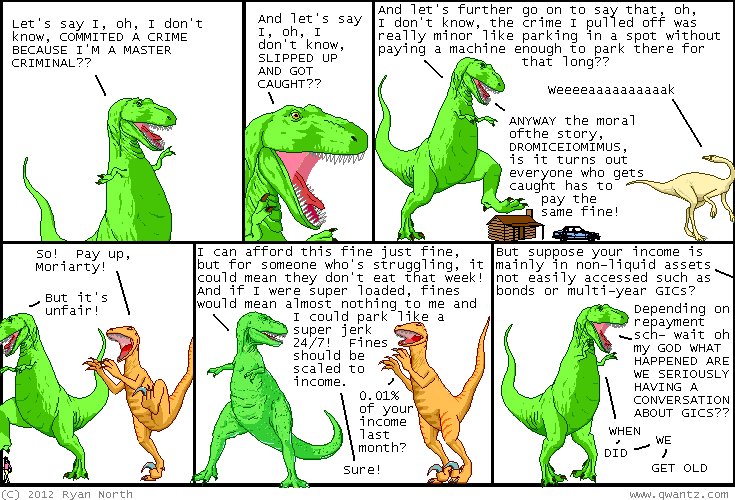 Let's say I, oh, I don't
know, COMMITED A CRIME
BECAUSE I'M A MASTER
CRIMINAL??
And let's say
I, oh, I
don't know,
SLIPPED UP
AND GOT
CAUGHT??
And let's further go on to say that, oh,
I don't know, the crime I pulled off was
really minor like parking in a spot without
paying a machine enough to park there for
that long??
Weeeeaaaaaaaaaak
ANYWAY the moral
ofthe story,
DROMICEIOMIMUS,
is it turns out
everyone who gets
caught has to
pay the
same fine!
So! Pay up,
Moriarty!
But it's
unfair!
I can afford this fine just fine,
but for someone who's struggling, it
could mean they don't eat that week!
And if I were super loaded, fines
would mean almost nothing to me and
I could park like a
super jerk
24/7! Fines
should be
scaled to
income.
0.01%
of your
income
last
month?
Sure!
But suppose your income is
mainly in non-liquid assets
not easily accessed such as
bonds or multi-year GICs?
Depending on
repayment
sch- wait oh
my GOD WHAT
HAPPENED ARE
WE SERIOUSLY
HAVING A
CONVERSATION
ABOUT GICS??
WHEN
DID
WE
GET OLD
(C) 2012 Ryan North
www.qwantz.com